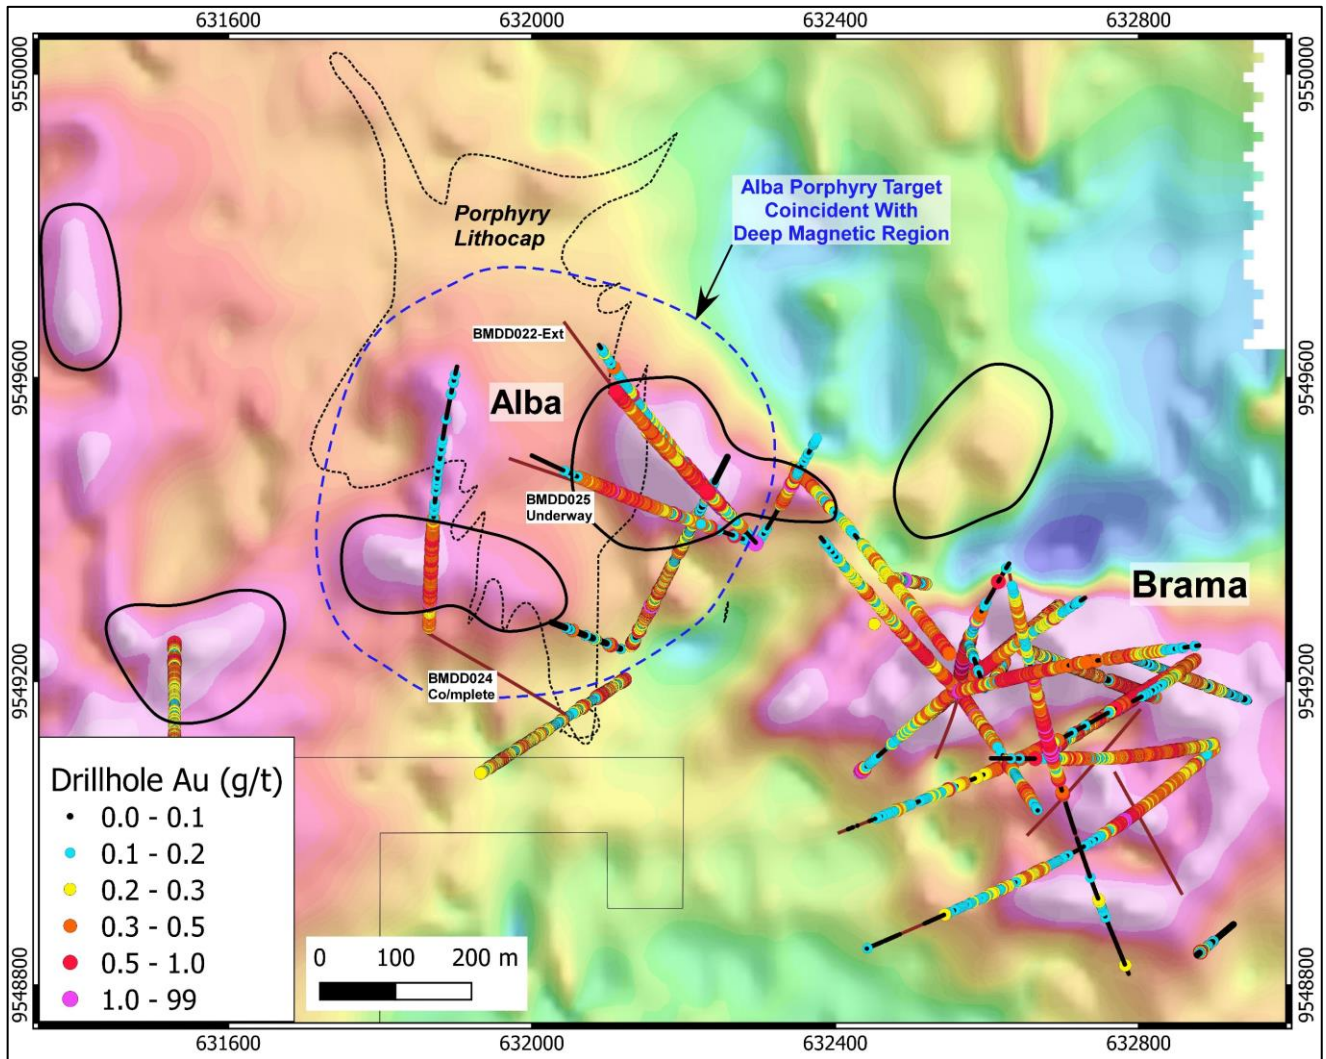 631600
632000
632400
632800
9550000
9550000
Alba Porphyry Target
Coincident With
Deep Magnetic Region
Porphyry
Lithocap
BMDD022-Ext
9549600
9549600
Alba
BMDD025
Underway
Brama
9549200
9549200
BMDD024
Co/mplete
Drillhole Au (g/t)
0.0 - 0.1
0.1 - 0.2
0.2 - 0.3
0.3 - 0.5
0.5 - 1.0
1.0 - 99
0 100 200 m
9548800
9548800
631600
632000
632400
632800